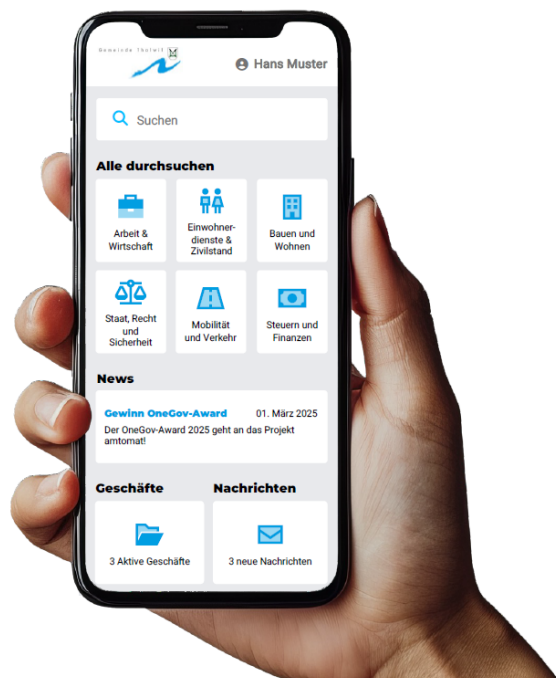 Gemeinde Thalwil
Hans Muster
Suchen
Alle durchsuchen
Arbeit &
Wirtschaft
Einwohner-
dienste &
Zivilstand
Bauen und
Wohnen
Staat, Recht
und
Sicherheit
Mobilität
und Verkehr
Steuern und
Finanzen
News
Gewinn OneGov-Award 01. März 2025
Der OneGov-Award 2025 geht an das Projekt
amtomat!
Geschäfte
Nachrichten
3 Aktive Geschäfte
3 neue Nachrichten